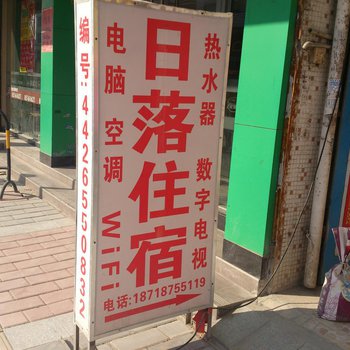 编号:4426550832
电脑 空调 WiFi
日落住宿
热水器 数字电视
电话:18718755119